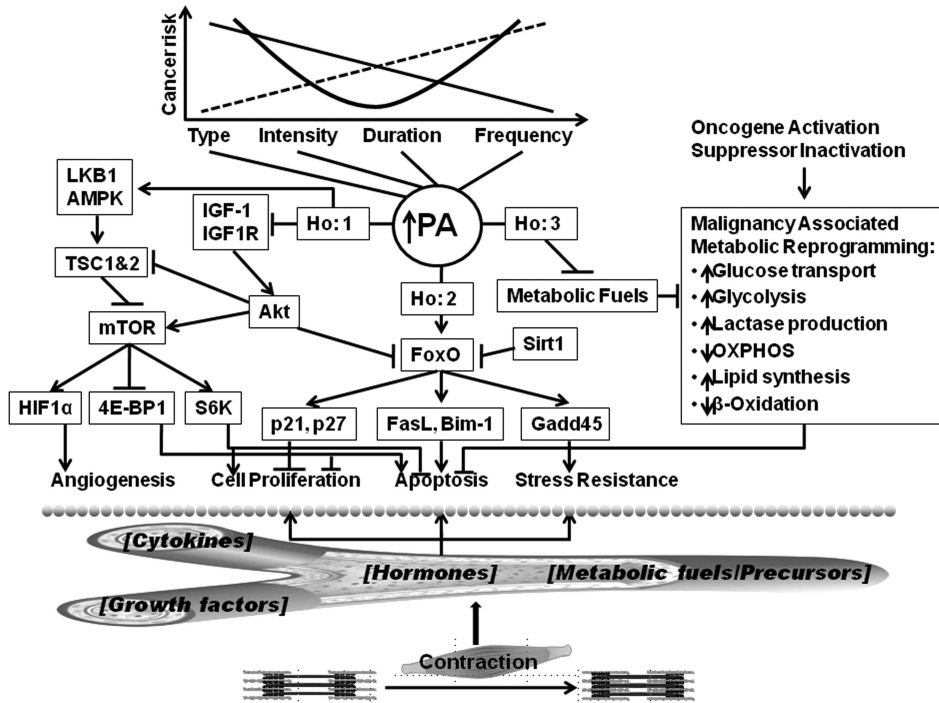 Cancer risk
Type Intensity Duration Frequency
Oncogene Activation
Suppressor Inactivation
LKB1
AMPK
IGF-1
IGF1R
Ho: 1
↑PA
Ho: 3
Malignancy Associated
Metabolic Reprogramming:
• ↑Glucose transport
• ↑Glycolysis
• ↑Lactase production
• ↓OXPHOS
• ↑Lipid synthesis
• ↓β-Oxidation
TSC1&2
Ho: 2
Metabolic Fuels
Akt
mTOR
FoxO
Sirt1
HIF1α
4E-BP1
S6K
p21, p27
FasL, Bim-1
Gadd45
Angiogenesis
Cell Proliferation
Apoptosis
Stress Resistance
[Cytokines]
[Hormones]
[Metabolic fuels/Precursors]
[Growth factors]
Contraction